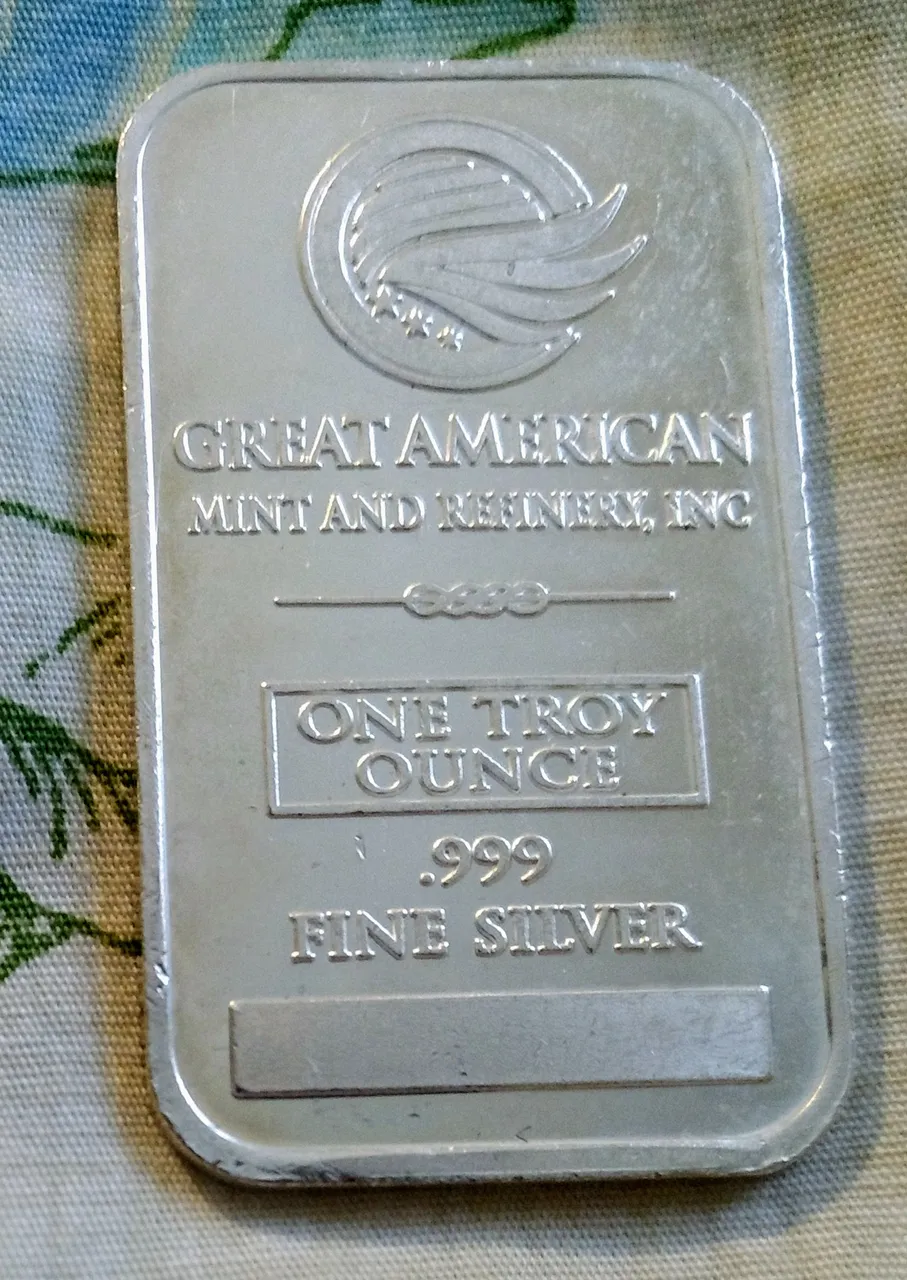 GREAT AMERICAN
MINT AND REFINERY, INC
ONE TROY
OUNCE
.999
FINE SILVER